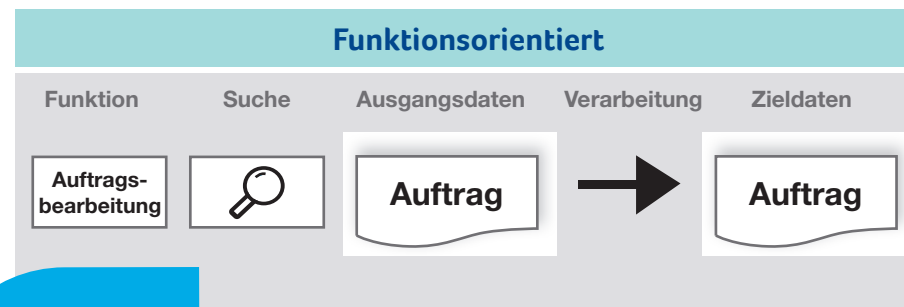 Funktionsorientiert
Funktion Suche Ausgangsdaten Verarbeitung Zieldaten
Auftrags-
bearbeitung
Auftrag
Auftrag